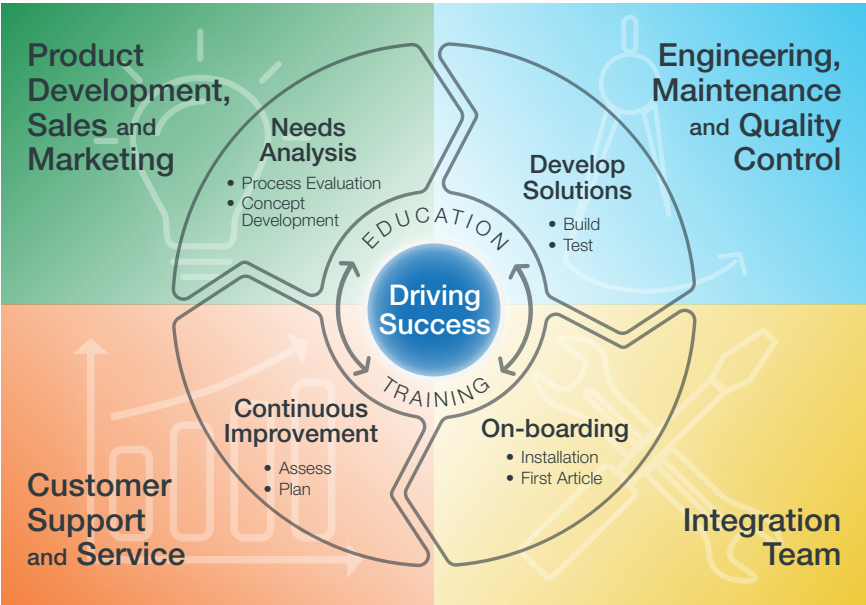 Product
Development,
Sales and
Marketing
Needs
Analysis
• Process Evaluation
• Concept
Development
Engineering,
Maintenance
and Quality
Control
Develop
Solutions
• Build
• Test
EDUCATION
Driving
Success
TRAINING
Continuous
Improvement
• Assess
• Plan
Customer
Support
and Service
On-boarding
• Installation
• First Article
Integration
Team